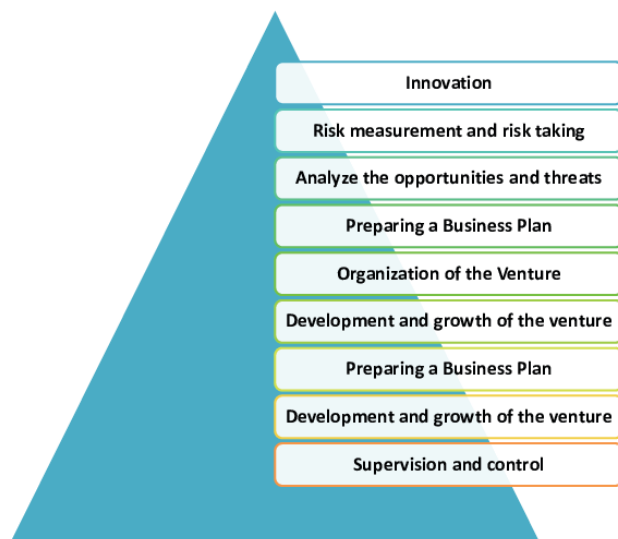 Innovation
Risk measurement and risk taking
Analyze the opportunities and threats
Preparing a Business Plan
Organization of the Venture
Development and growth of the venture
Preparing a Business Plan
Development and growth of the venture
Supervision and control